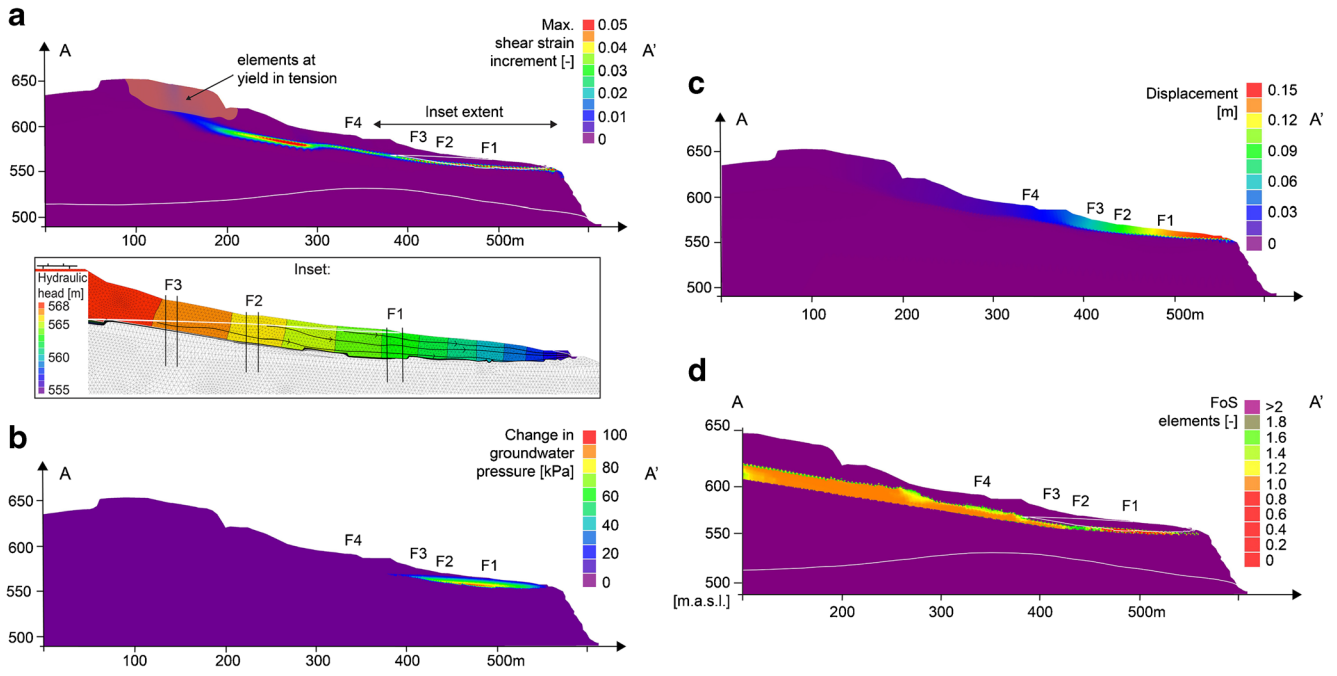 a
A
A'
Max.
shear strain
increment [-]
0.05
0.04
0.03
0.02
0.01
0
elements at
yield in tension
Inset extent
F4
F3
F2
F1
650
600
550
500
100
200
300
400
500m
Inset:
Hydraulic
head [m]
568
565
560
555
F3
F2
F1
b
A
A'
Change in
groundwater
pressure [kPa]
100
80
60
40
20
0
F4
F3
F2
F1
650
600
550
500
100
200
300
400
500m
c
A
A'
Displacement
[m]
0.15
0.12
0.09
0.06
0.03
0
F4
F3
F2
F1
650
600
550
500
100
200
300
400
500m
d
A
A'
FoS
elements [-]
>2
1.8
1.6
1.4
1.2
1.0
0.8
0.6
0.4
0.2
0
F4
F3
F2
F1
650
600
550
500
[m.a.s.l.]
200
300
400
500m